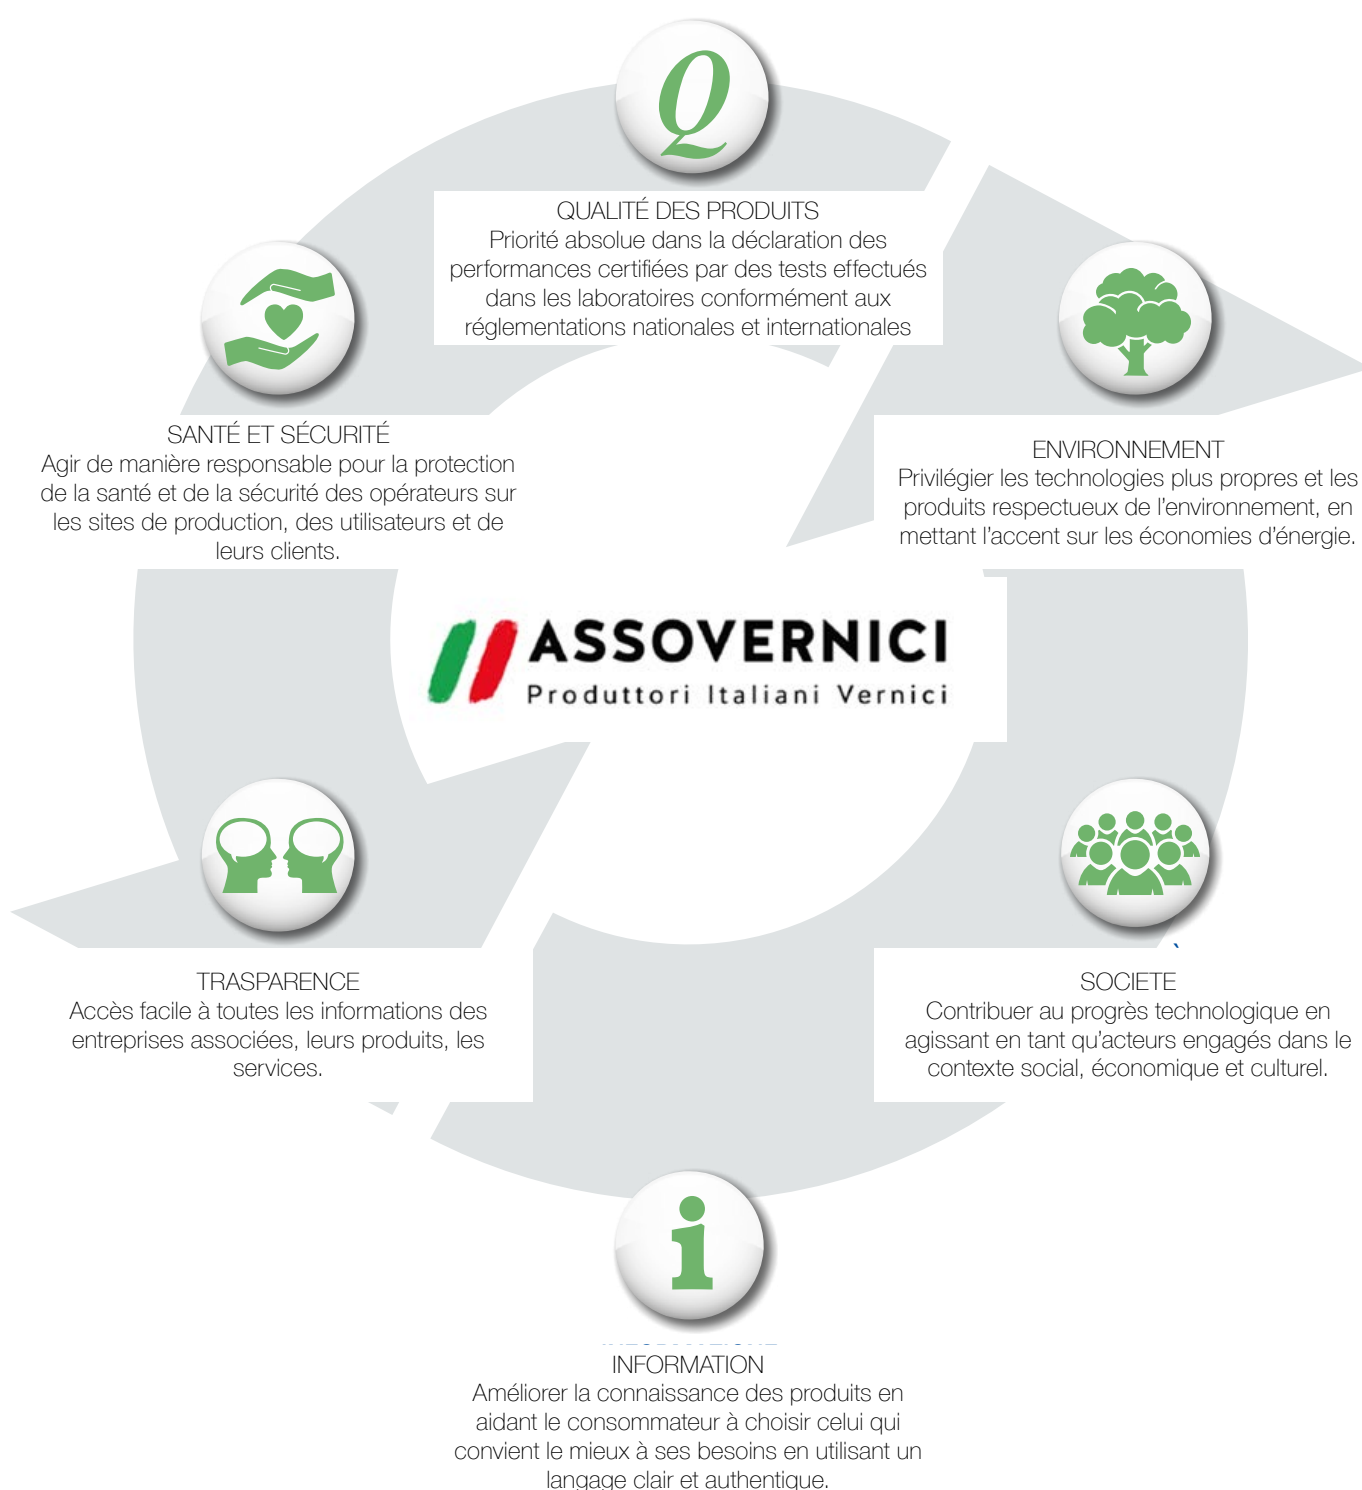 Q
QUALITÉ DES PRODUITS
Priorité absolue dans la déclaration des
performances certifiées par des tests effectués
dans les laboratoires conformément aux
réglementations nationales et internationales
SANTÉ ET SÉCURITÉ
Agir de manière responsable pour la protection
de la santé et de la sécurité des opérateurs sur
les sites de production, des utilisateurs et de
leurs clients.
ENVIRONNEMENT
Privilégier les technologies plus propres et les
produits respectueux de l’environnement, en
mettant l’accent sur les économies d’énergie.
ASSOVERNICI
Produttori Italiani Vernici
TRASPARENCE
Accès facile à toutes les informations des
entreprises associées, leurs produits, les
services.
SOCIETE
Contribuer au progrès technologique en
agissant en tant qu’acteurs engagés dans le
contexte social, économique et culturel.
i
INFORMATION
Améliorer la connaissance des produits en
aidant le consommateur à choisir celui qui
convient le mieux à ses besoins en utilisant un
langage clair et authentique.